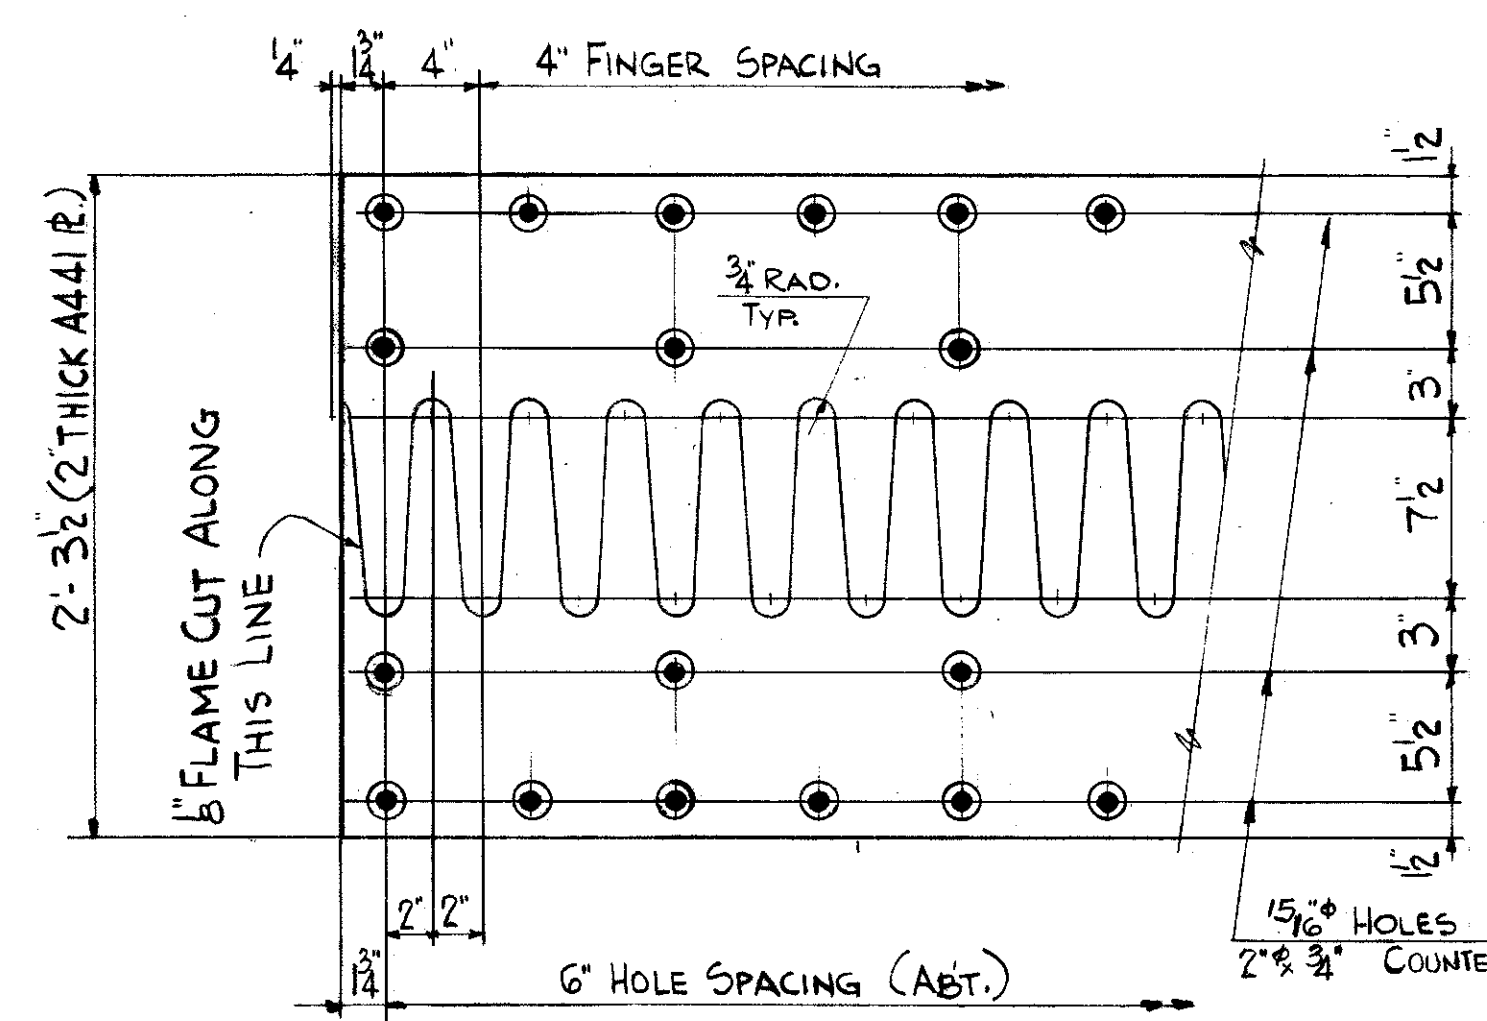 1/4" 1 3/4" 4" 4" FINGER SPACING
1 1/2"
5 1/2"
3"
7 1/2"
3"
5 1/2"
1 1/2"
2'-3 1/2" (2" THICK A441 PL.)
3/4" RAD.
TYP.
1/8" FLAME CUT ALONG
THIS LINE
2" 2"
1 3/4" 6" HOLE SPACING (ABT.)
15/16"φ HOLES
2"φ x 3/4" COUNTE